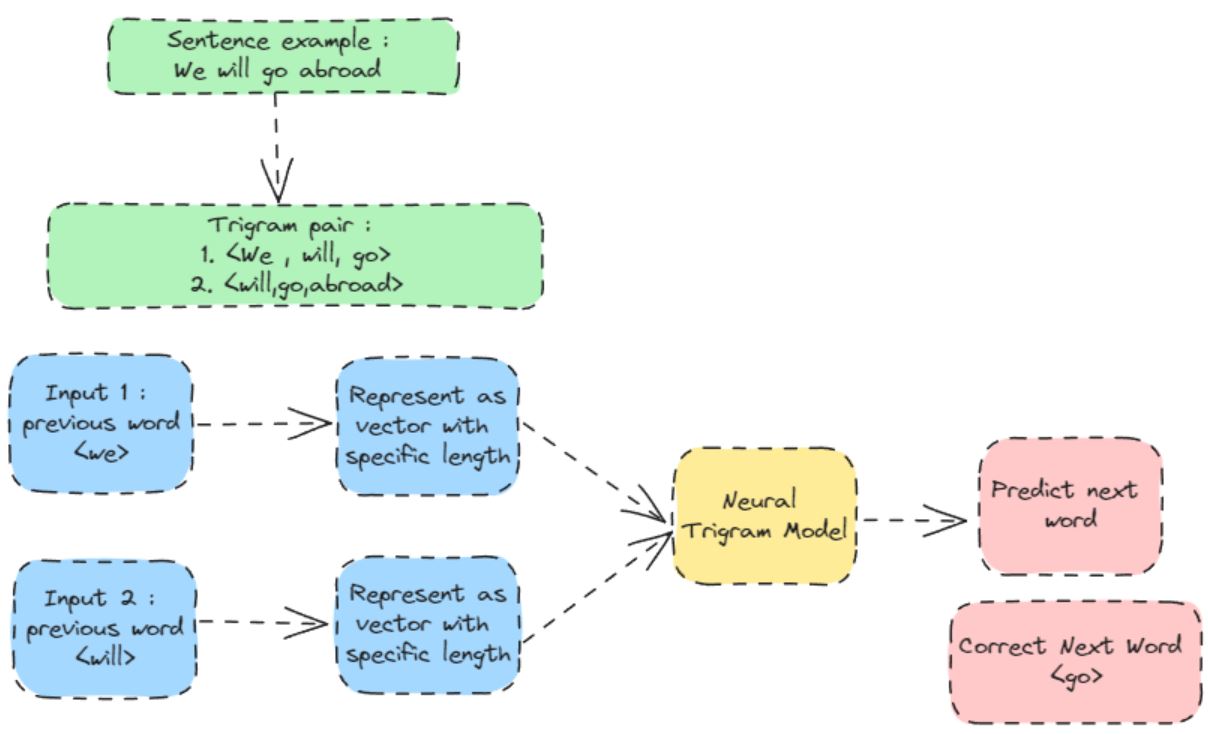 Sentence example :
We will go abroad
Trigram pair :
1. <We , will, go>
2. <will,go,abroad>
Input 1 :
previous word
<we>
Represent as
vector with
specific length
Neural
Trigram Model
Predict next
word
Input 2 :
previous word
<will>
Represent as
vector with
specific length
Correct Next Word
<go>